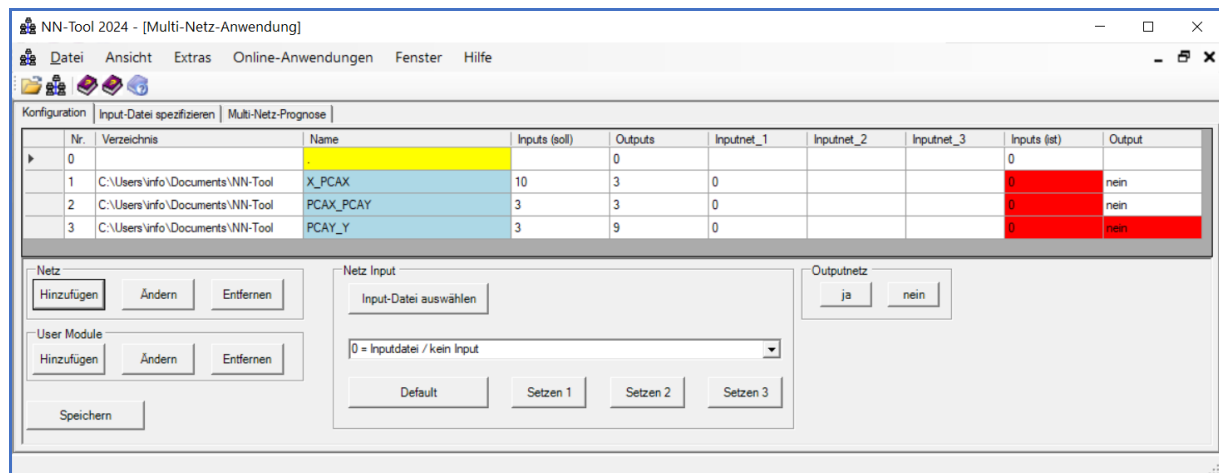 NN-Tool 2024 - [Multi-Netz-Anwendung]
Datei Ansicht Extras Online-Anwendungen Fenster Hilfe
Konfiguration Input-Datei spezifizieren Multi-Netz-Prognose
Nr. Verzeichnis Name Inputs (soll) Outputs Inputnet_1 Inputnet_2 Inputnet_3 Inputs (ist) Output
0 . 0 0
1 C:\Users\info\Documents\NN-Tool X_PCAX 10 3 0 0 nein
2 C:\Users\info\Documents\NN-Tool PCAX_PCAY 3 3 0 0 nein
3 C:\Users\info\Documents\NN-Tool PCAY_Y 3 9 0 0 nein
Netz
Hinzufügen Ändern Entfernen
User Module
Hinzufügen Ändern Entfernen
Speichern
Netz Input
Input-Datei auswählen
0 = Inputdatei / kein Input
Default Setzen 1 Setzen 2 Setzen 3
Outputnetz
ja nein